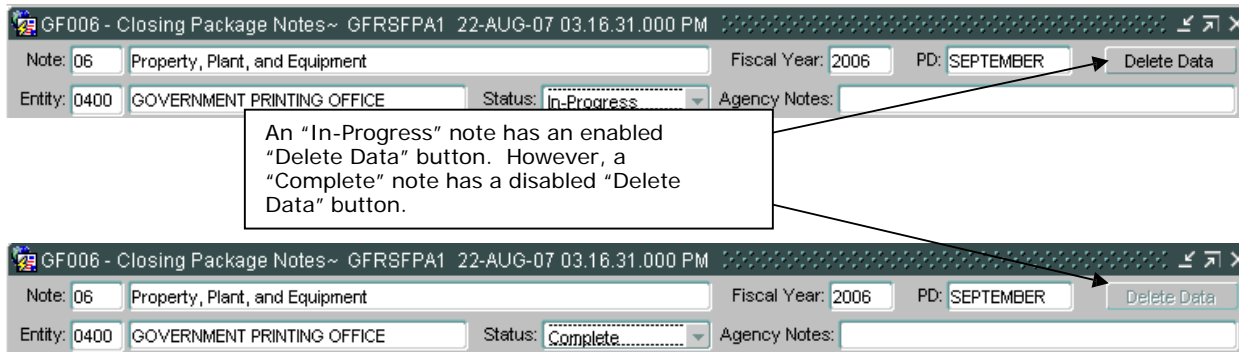 GF006 - Closing Package Notes~ GFRSFPA1 22-AUG-07 03.16.31.000 PM
Note: 06 Property, Plant, and Equipment Fiscal Year: 2006 PD: SEPTEMBER Delete Data
Entity: 0400 GOVERNMENT PRINTING OFFICE Status: In-Progress Agency Notes:
An “In-Progress” note has an enabled
“Delete Data” button.  However, a
“Complete” note has a disabled “Delete
Data” button.
GF006 - Closing Package Notes~ GFRSFPA1 22-AUG-07 03.16.31.000 PM
Note: 06 Property, Plant, and Equipment Fiscal Year: 2006 PD: SEPTEMBER Delete Data
Entity: 0400 GOVERNMENT PRINTING OFFICE Status: Complete Agency Notes: